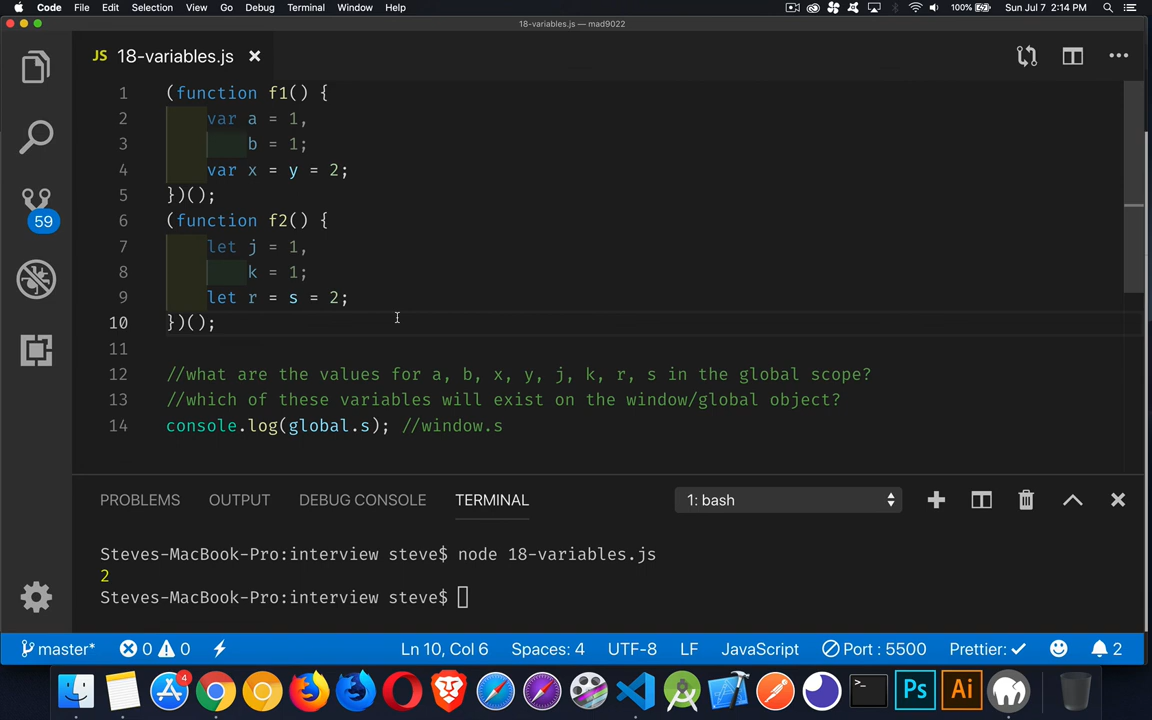 Code File Edit Selection View Go Debug Terminal Window Help 100% Sun Jul 7 2:14 PM
18-variables.js — mad9022
JS 18-variables.js
1 (function f1() {
2 var a = 1,
3 b = 1;
4 var x = y = 2;
5 })();
6 (function f2() {
7 let j = 1,
8 k = 1;
9 let r = s = 2;
10 })();
11
12 //what are the values for a, b, x, y, j, k, r, s in the global scope?
13 //which of these variables will exist on the window/global object?
14 console.log(global.s); //window.s
59
PROBLEMS OUTPUT DEBUG CONSOLE TERMINAL 1: bash
Steves-MacBook-Pro:interview steve$ node 18-variables.js
2
Steves-MacBook-Pro:interview steve$
master* 0 0 Ln 10, Col 6 Spaces: 4 UTF-8 LF JavaScript Port : 5500 Prettier: 2
4
>_ Ps Ai